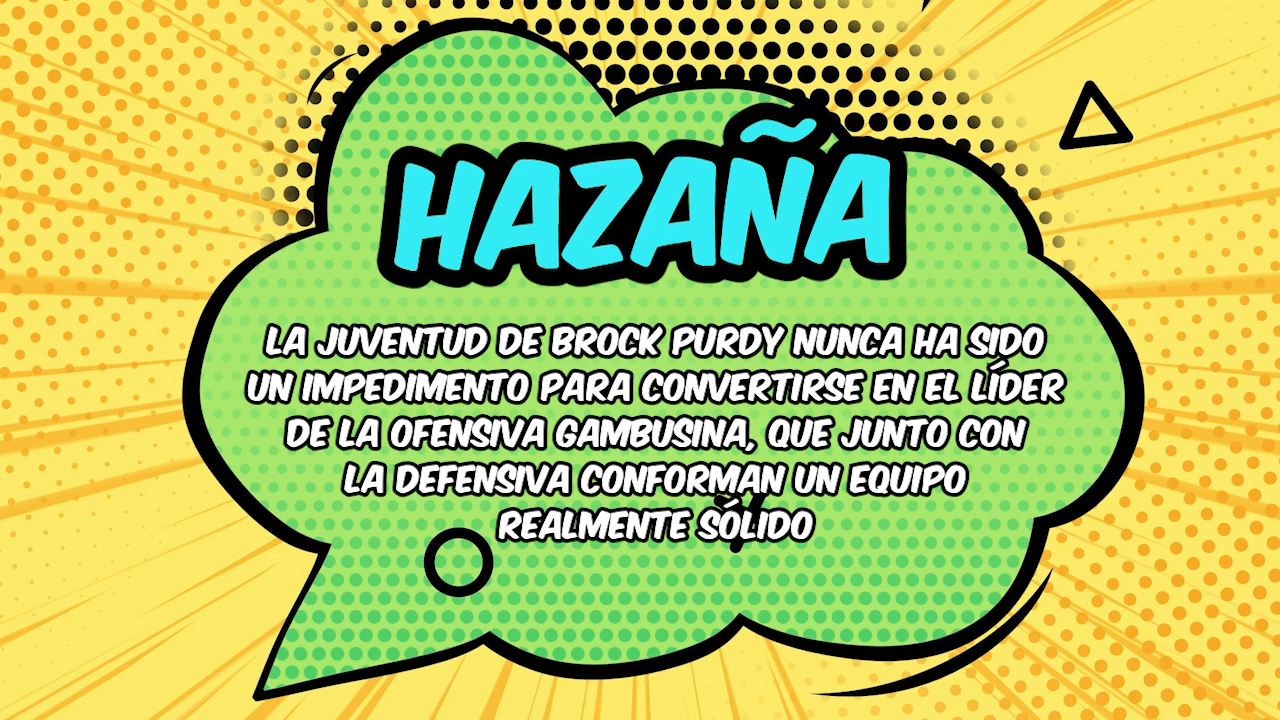 HAZAÑA
LA JUVENTUD DE BROCK PURDY NUNCA HA SIDO
UN IMPEDIMENTO PARA CONVERTIRSE EN EL LÍDER
DE LA OFENSIVA GAMBUSINA, QUE JUNTO CON
LA DEFENSIVA CONFORMAN UN EQUIPO
REALMENTE SÓLIDO